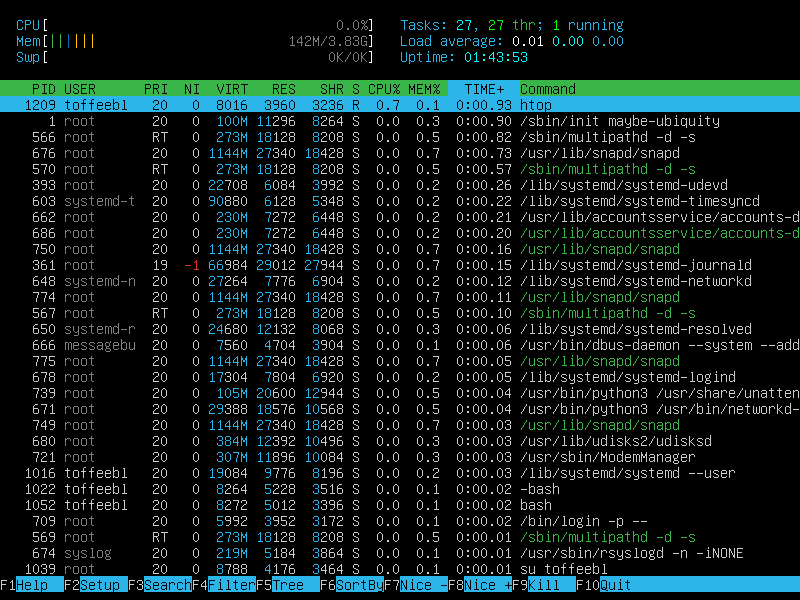 CPU[ 0.0%] Tasks: 27, 27 thr; 1 running
Mem[|||||| 142M/3.83G] Load average: 0.01 0.00 0.00
Swp[ 0K/0K] Uptime: 01:43:53
PID USER PRI NI VIRT RES SHR S CPU% MEM% TIME+ Command
1209 toffeebl 20 0 8016 3960 3236 R 0.7 0.1 0:00.93 htop
1 root 20 0 100M 11296 8264 S 0.0 0.3 0:00.90 /sbin/init maybe-ubiquity
566 root RT 0 273M 18128 8208 S 0.0 0.5 0:00.82 /sbin/multipathd -d -s
676 root 20 0 1144M 27340 18428 S 0.0 0.7 0:00.73 /usr/lib/snapd/snapd
570 root RT 0 273M 18128 8208 S 0.0 0.5 0:00.57 /sbin/multipathd -d -s
393 root 20 0 22708 6084 3992 S 0.0 0.2 0:00.26 /lib/systemd/systemd-udevd
603 systemd-t 20 0 90880 6128 5348 S 0.0 0.2 0:00.22 /lib/systemd/systemd-timesyncd
662 root 20 0 230M 7272 6448 S 0.0 0.2 0:00.21 /usr/lib/accountsservice/accounts-d
686 root 20 0 230M 7272 6448 S 0.0 0.2 0:00.20 /usr/lib/accountsservice/accounts-d
750 root 20 0 1144M 27340 18428 S 0.0 0.7 0:00.16 /usr/lib/snapd/snapd
361 root 19 -1 66984 29012 27944 S 0.0 0.7 0:00.15 /lib/systemd/systemd-journald
648 systemd-n 20 0 27264 7776 6904 S 0.0 0.2 0:00.12 /lib/systemd/systemd-networkd
774 root 20 0 1144M 27340 18428 S 0.0 0.7 0:00.11 /usr/lib/snapd/snapd
567 root RT 0 273M 18128 8208 S 0.0 0.5 0:00.10 /sbin/multipathd -d -s
650 systemd-r 20 0 24680 12132 8068 S 0.0 0.3 0:00.06 /lib/systemd/systemd-resolved
666 messagebu 20 0 7560 4704 3904 S 0.0 0.1 0:00.06 /usr/bin/dbus-daemon --system --add
775 root 20 0 1144M 27340 18428 S 0.0 0.7 0:00.05 /usr/lib/snapd/snapd
678 root 20 0 17304 7804 6920 S 0.0 0.2 0:00.05 /lib/systemd/systemd-logind
739 root 20 0 105M 20600 12944 S 0.0 0.5 0:00.04 /usr/bin/python3 /usr/share/unatten
671 root 20 0 29388 18576 10568 S 0.0 0.5 0:00.04 /usr/bin/python3 /usr/bin/networkd-
749 root 20 0 1144M 27340 18428 S 0.0 0.7 0:00.03 /usr/lib/snapd/snapd
680 root 20 0 384M 12392 10496 S 0.0 0.3 0:00.03 /usr/lib/udisks2/udisksd
721 root 20 0 307M 11896 10084 S 0.0 0.3 0:00.03 /usr/sbin/ModemManager
1016 toffeebl 20 0 19084 9776 8196 S 0.0 0.2 0:00.03 /lib/systemd/systemd --user
1022 toffeebl 20 0 8264 5228 3516 S 0.0 0.1 0:00.02 -bash
1052 toffeebl 20 0 8272 5012 3396 S 0.0 0.1 0:00.02 bash
709 root 20 0 5992 3952 3172 S 0.0 0.1 0:00.02 /bin/login -p --
569 root RT 0 273M 18128 8208 S 0.0 0.5 0:00.01 /sbin/multipathd -d -s
674 syslog 20 0 219M 5184 3864 S 0.0 0.1 0:00.01 /usr/sbin/rsyslogd -n -iNONE
1039 root 20 0 8788 4176 3464 S 0.0 0.1 0:00.01 su toffeebl
F1Help F2Setup F3SearchF4FilterF5Tree F6SortByF7Nice -F8Nice +F9Kill F10Quit